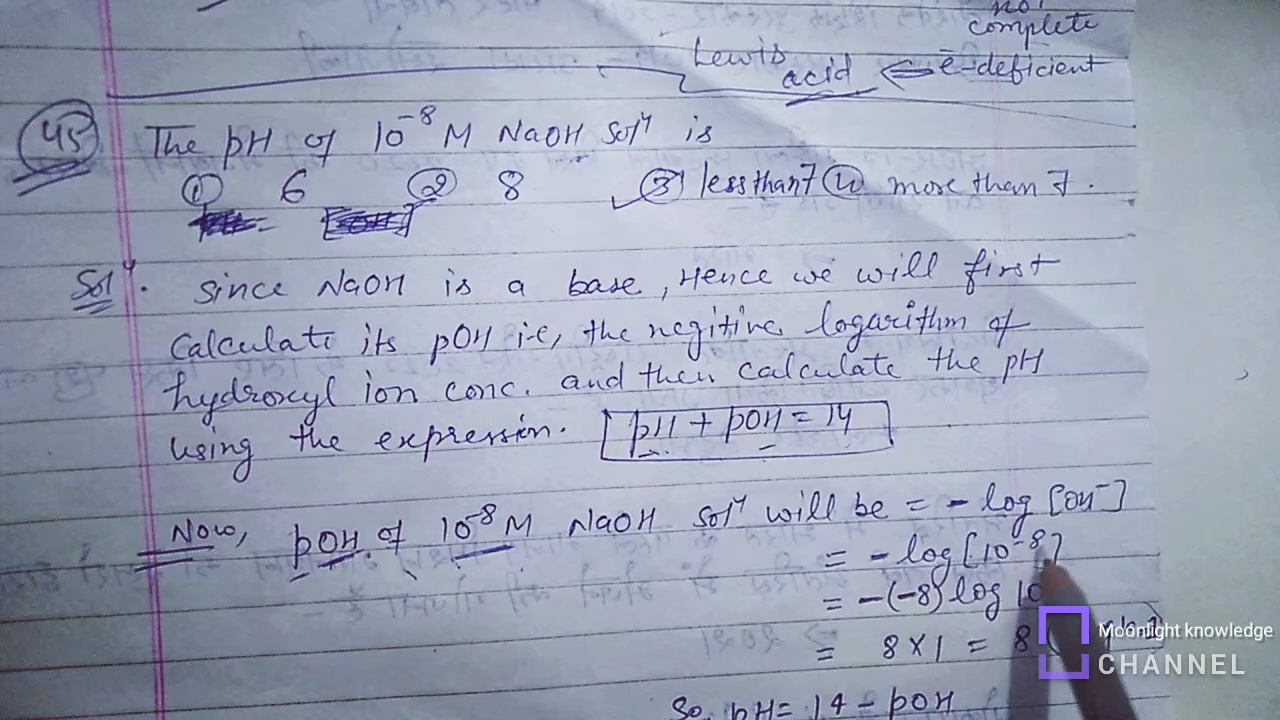 not
complete
Lewis
acid ⇐ e⁻-deficient
45 The pH of 10⁻⁸ M NaOH Solⁿ is
① 6 ② 8 ✓③ less than 7 ④ more than 7.
Solⁿ. Since NaOH is a base, Hence we will first
calculate its pOH i.e, the negitive logarithm of
hydroxyl ion conc. and then calculate the pH
using the expression. pH + pOH = 14
Now, pOH of 10⁻⁸ M NaOH Solⁿ will be = - log [OH⁻]
= - log [10⁻⁸]
= -(-8) log 10
= 8 × 1 = 8
Moonlight knowledge
CHANNEL
So, pH = 14 - pOH